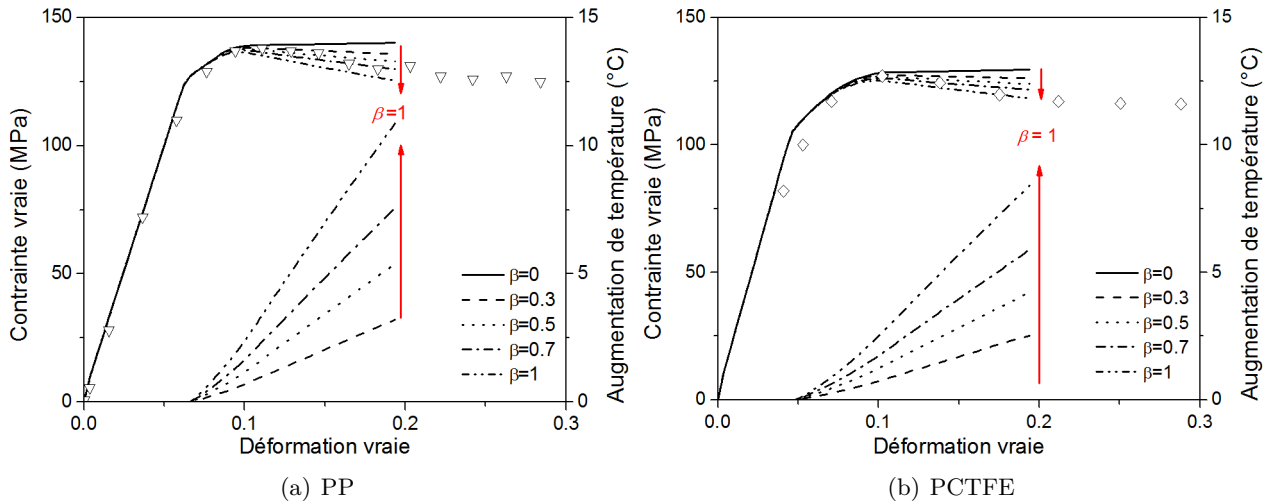 150
100
50
0
Contrainte vraie (MPa)
15
10
5
0
Augmentation de température (°C)
β=1
β=0
β=0.3
β=0.5
β=0.7
β=1
0.0
0.1
0.2
0.3
Déformation vraie
(a) PP
150
100
50
0
Contrainte vraie (MPa)
15
10
5
0
Augmentation de température (°C)
β= 1
β=0
β=0.3
β=0.5
β=0.7
β=1
0.0
0.1
0.2
0.3
Déformation vraie
(b) PCTFE